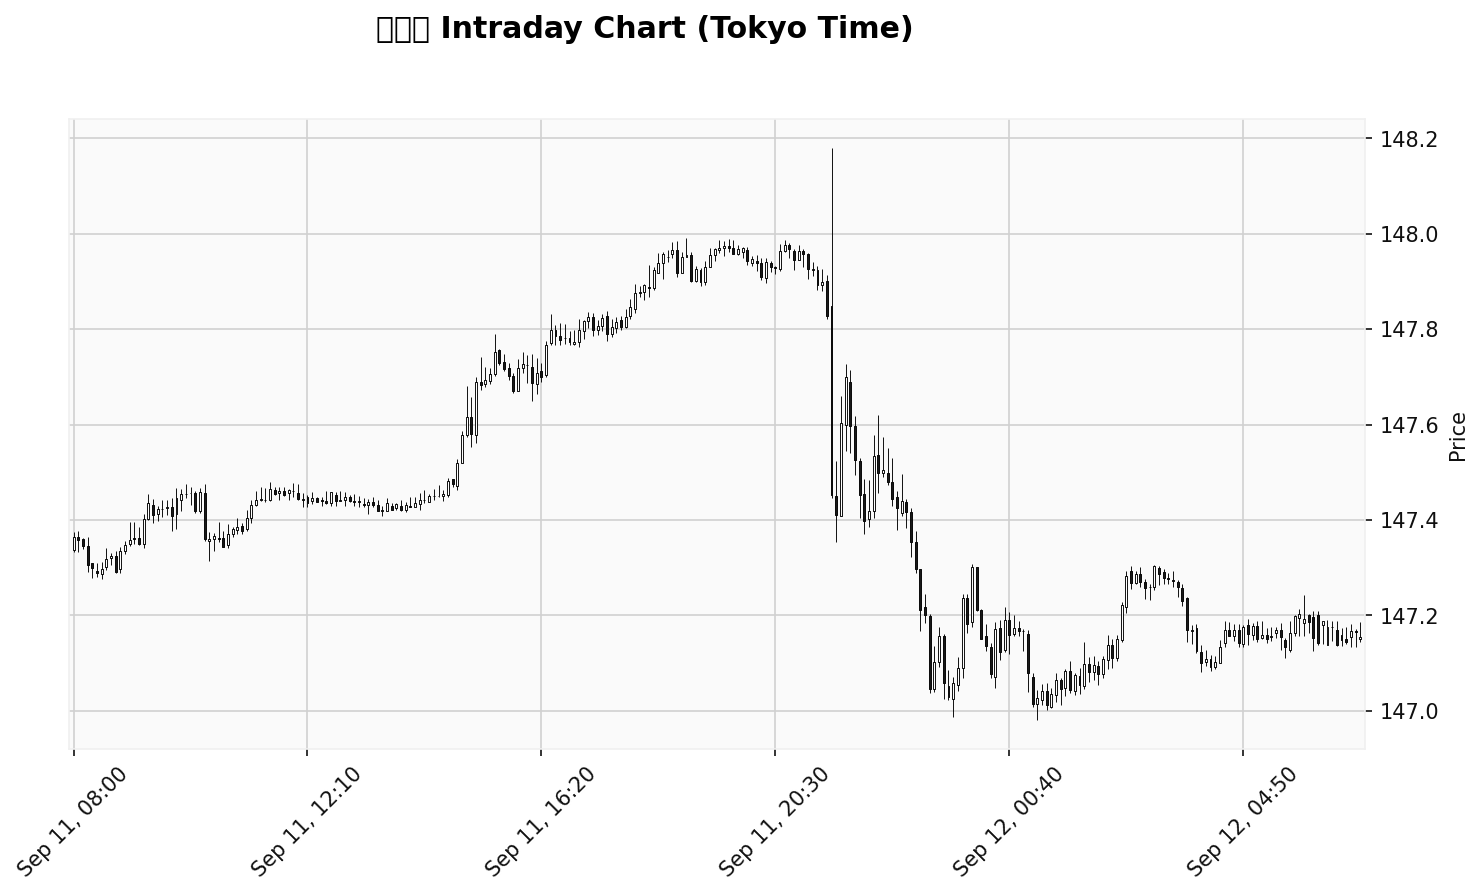 Intraday Chart (Tokyo Time)
148.2
148.0
147.8
147.6
147.4
147.2
147.0
Price
Sep 11, 08:00
Sep 11, 12:10
Sep 11, 16:20
Sep 11, 20:30
Sep 12, 00:40
Sep 12, 04:50